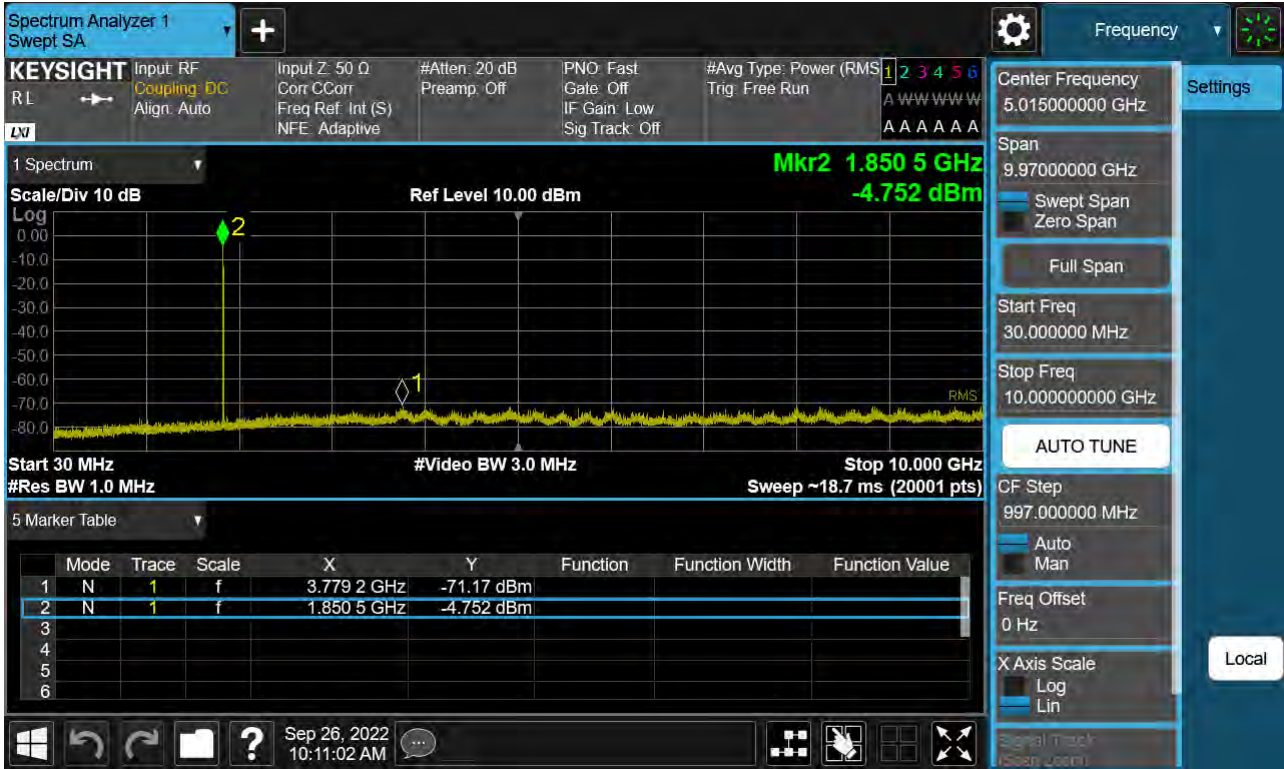 Spectrum Analyzer 1
Swept SA
Frequency
KEYSIGHT
RL
LXI
Input: RF
Coupling: DC
Align: Auto
Input Z: 50 Ω
Corr CCorr
Freq Ref: Int (S)
NFE: Adaptive
#Atten: 20 dB
Preamp: Off
PNO: Fast
Gate: Off
IF Gain: Low
Sig Track: Off
#Avg Type: Power (RMS
Trig: Free Run
1 2 3 4 5 6
A W W W W W
A A A A A A
1 Spectrum
Mkr2 1.850 5 GHz
-4.752 dBm
Scale/Div 10 dB
Ref Level 10.00 dBm
Log
0.00
-10.0
-20.0
-30.0
-40.0
-50.0
-60.0
-70.0
-80.0
2
1
RMS
Start 30 MHz
#Video BW 3.0 MHz
Stop 10.000 GHz
#Res BW 1.0 MHz
Sweep ~18.7 ms (20001 pts)
5 Marker Table
Mode Trace Scale X Y Function Function Width Function Value
1 N 1 f 3.779 2 GHz -71.17 dBm
2 N 1 f 1.850 5 GHz -4.752 dBm
3
4
5
6
Sep 26, 2022
10:11:02 AM
?
Center Frequency
5.015000000 GHz
Settings
Span
9.97000000 GHz
Swept Span
Zero Span
Full Span
Start Freq
30.000000 MHz
Stop Freq
10.000000000 GHz
AUTO TUNE
CF Step
997.000000 MHz
Auto
Man
Freq Offset
0 Hz
X Axis Scale
Log
Lin
Local
Signal Track
(Span Zoom)